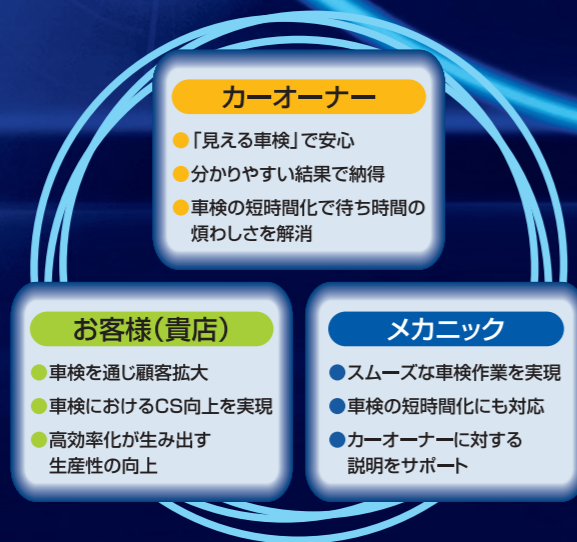 カーオーナー
●「見える車検」で安心
●分かりやすい結果で納得
●車検の短時間化で待ち時間の
煩わしさを解消
お客様(貴店)
●車検を通じ顧客拡大
●車検におけるCS向上を実現
●高効率化が生み出す
生産性の向上
メカニック
●スムーズな車検作業を実現
●車検の短時間化にも対応
●カーオーナーに対する
説明をサポート